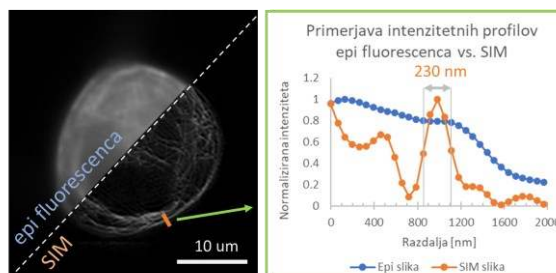 epi fluorescenca
SIM
10 um
Primerjava intenzitetnih profilov
epi fluorescenca vs. SIM
230 nm
Normalizirana intenziteta
1.2
1
0.8
0.6
0.4
0.2
0
0
400
800
1200
1600
2000
Razdalja [nm]
Epi slika
SIM slika